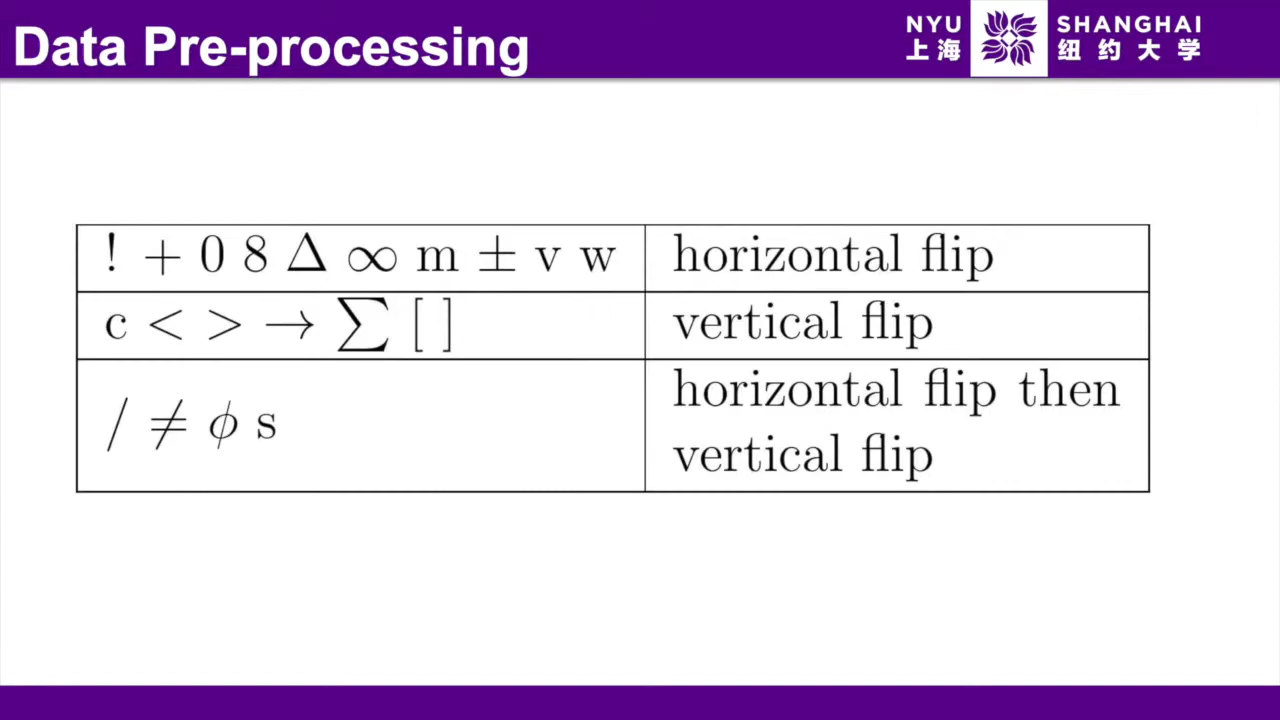 Data Pre-processing
NYU SHANGHAI
上海 纽约大学
! + 0 8 Δ ∞ m ± v w horizontal flip
c < > → ∑ [ ] vertical flip
/ ≠ ϕ s horizontal flip then
vertical flip